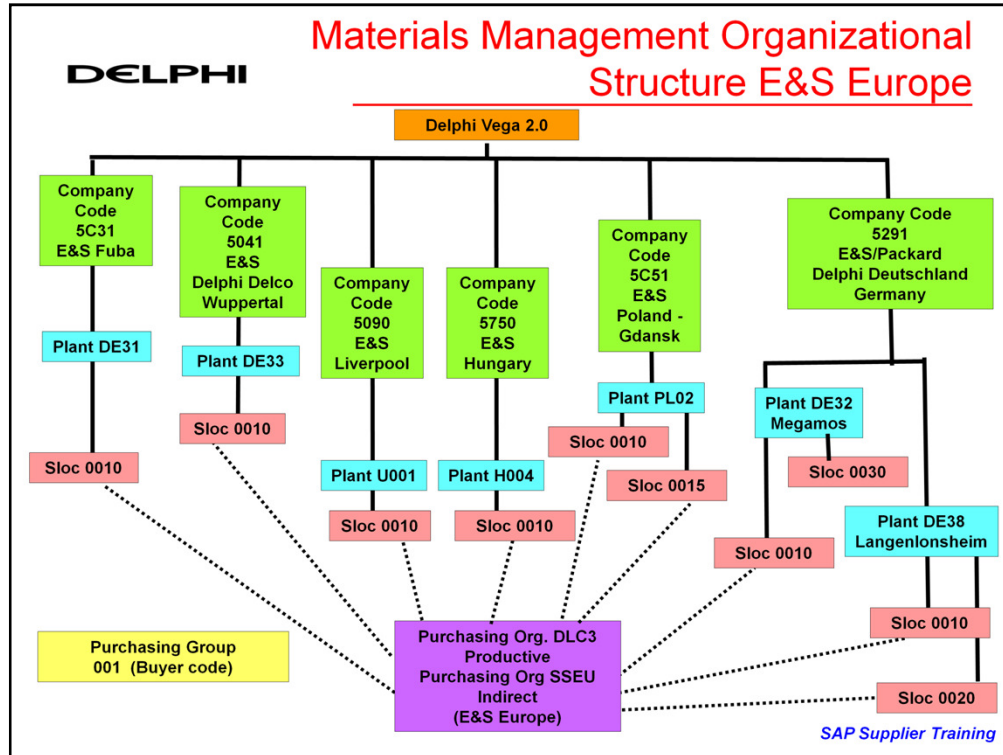 DELPHI
Materials Management Organizational
Structure E&S Europe
Delphi Vega 2.0
Company
Code
5C31
E&S Fuba
Company
Code
5041
E&S
Delphi Delco
Wuppertal
Company
Code
5090
E&S
Liverpool
Company
Code
5750
E&S
Hungary
Company
Code
5C51
E&S
Poland -
Gdansk
Company Code
5291
E&S/Packard
Delphi Deutschland
Germany
Plant DE31
Plant DE33
Plant U001
Plant H004
Plant PL02
Plant DE32
Megamos
Plant DE38
Langenlonsheim
Sloc 0010
Sloc 0010
Sloc 0010
Sloc 0010
Sloc 0010
Sloc 0015
Sloc 0030
Sloc 0010
Sloc 0010
Sloc 0020
Purchasing Group
001 (Buyer code)
Purchasing Org. DLC3
Productive
Purchasing Org SSEU
Indirect
(E&S Europe)
SAP Supplier Training